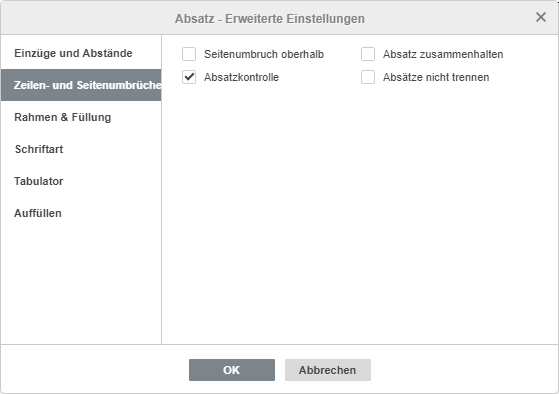 Absatz - Erweiterte Einstellungen
Einzüge und Abstände
Zeilen- und Seitenumbrüche
Rahmen & Füllung
Schriftart
Tabulator
Auffüllen
Seitenumbruch oberhalb
Absatz zusammenhalten
Absatzkontrolle
Absätze nicht trennen
OK
Abbrechen